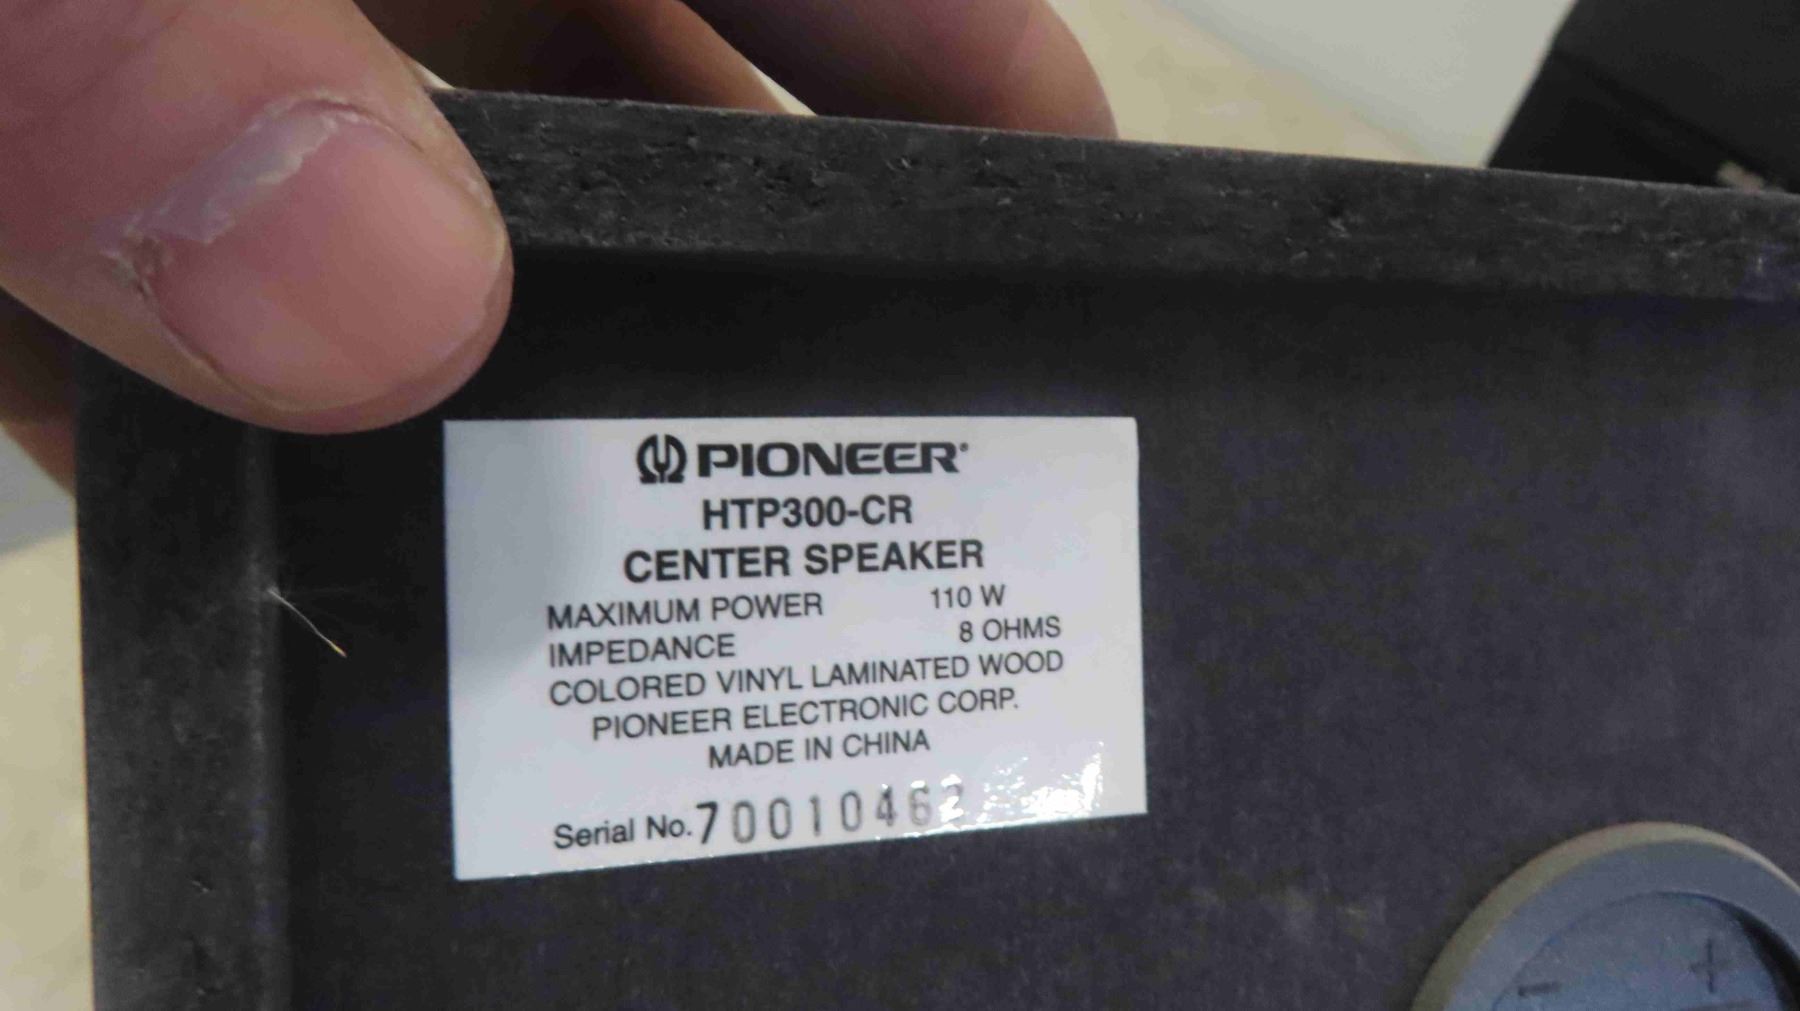 PIONEER
HTP300-CR
CENTER SPEAKER
MAXIMUM POWER 110 W
IMPEDANCE 8 OHMS
COLORED VINYL LAMINATED WOOD
PIONEER ELECTRONIC CORP.
MADE IN CHINA
Serial No. 70010462
- +